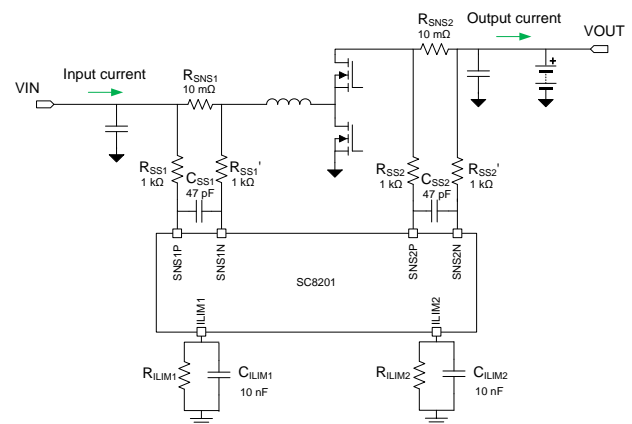 RSNS2
10 mΩ
Output current
VOUT
Input current
VIN
RSNS1
10 mΩ
+
RSS1
1 kΩ
CSS1
47 pF
RSS1'
1 kΩ
RSS2
1 kΩ
CSS2
47 pF
RSS2'
1 kΩ
SNS1P
SNS1N
SNS2P
SNS2N
SC8201
ILIM1
ILIM2
RILIM1
CILIM1
10 nF
RILIM2
CILIM2
10 nF